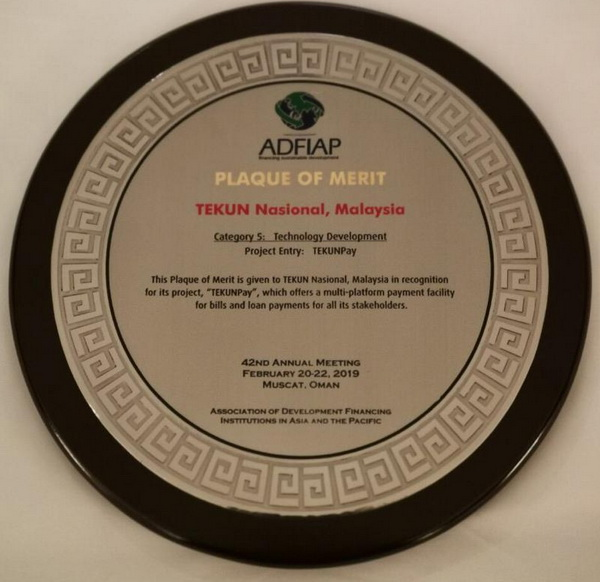 ADFIAP
financing sustainable development
PLAQUE OF MERIT
TEKUN Nasional, Malaysia
Category 5: Technology Development
Project Entry: TEKUNPay
This Plaque of Merit is given to TEKUN Nasional, Malaysia in recognition
for its project, "TEKUNPay", which offers a multi-platform payment facility
for bills and loan payments for all its stakeholders.
42ND ANNUAL MEETING
FEBRUARY 20-22, 2019
MUSCAT, OMAN
ASSOCIATION OF DEVELOPMENT FINANCING
INSTITUTIONS IN ASIA AND THE PACIFIC